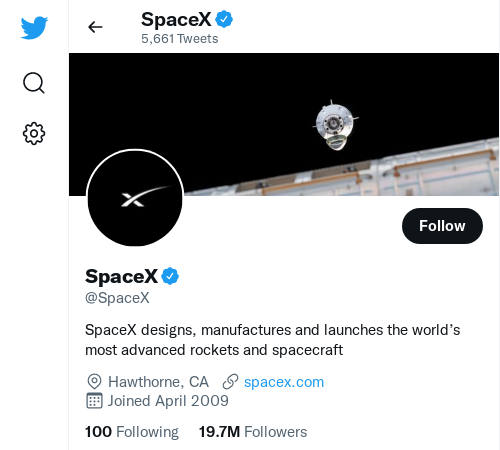 SpaceX
5,661 Tweets
Follow
SpaceX
@SpaceX
SpaceX designs, manufactures and launches the world’s
most advanced rockets and spacecraft
Hawthorne, CA spacex.com
Joined April 2009
100 Following 19.7M Followers